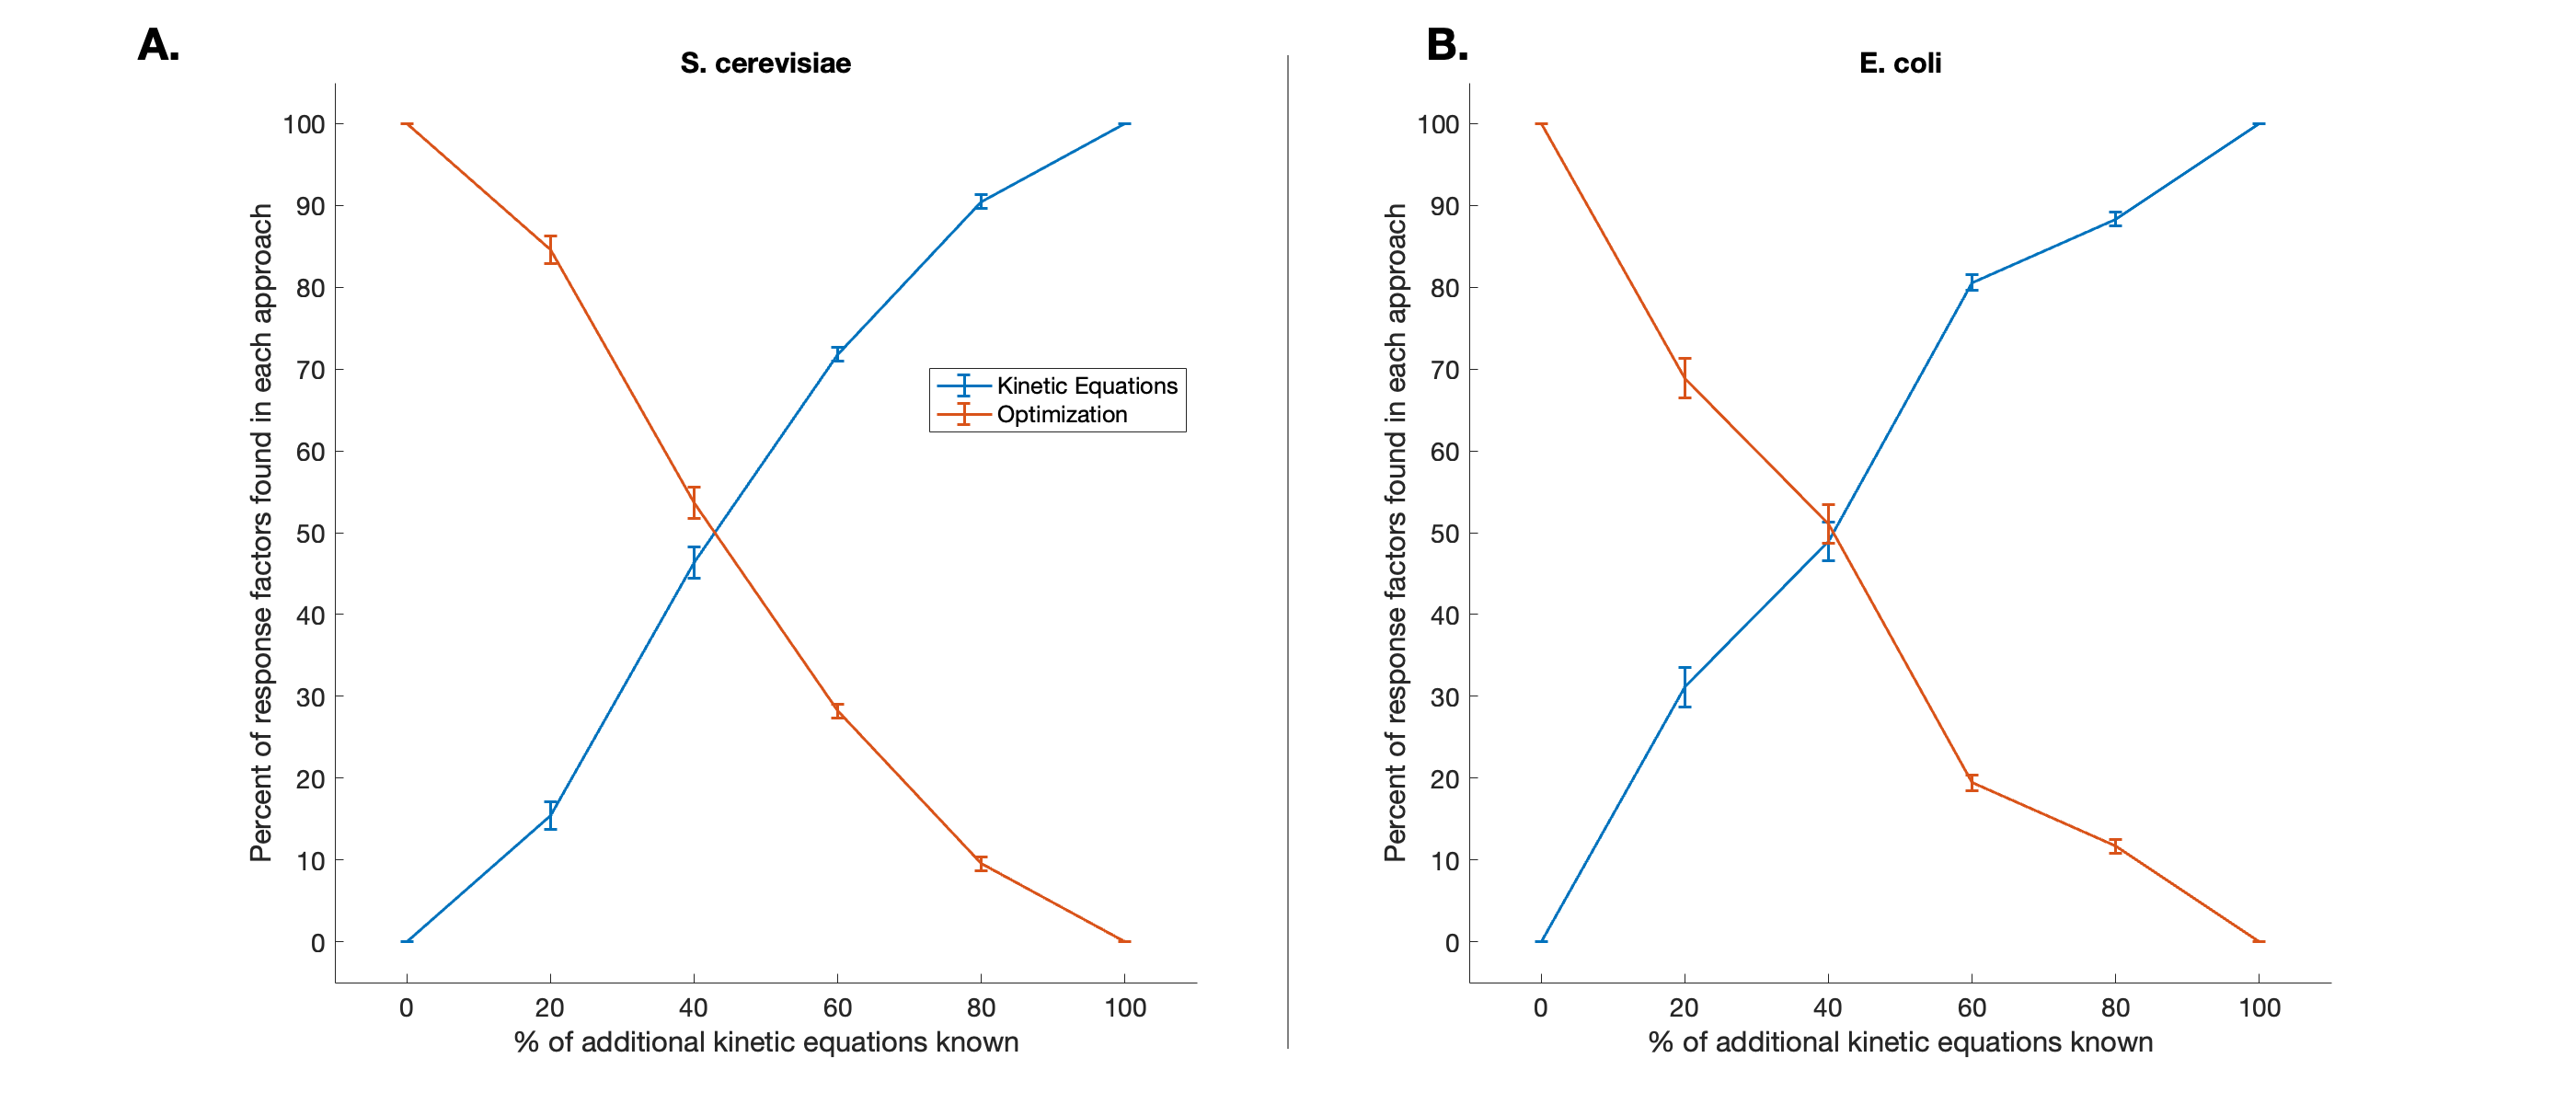 A.
S. cerevisiae
Percent of response factors found in each approach
100
90
80
70
60
50
40
30
20
10
0
0 20 40 60 80 100
% of additional kinetic equations known
Kinetic Equations
Optimization
B.
E. coli
Percent of response factors found in each approach
100
90
80
70
60
50
40
30
20
10
0
0 20 40 60 80 100
% of additional kinetic equations known